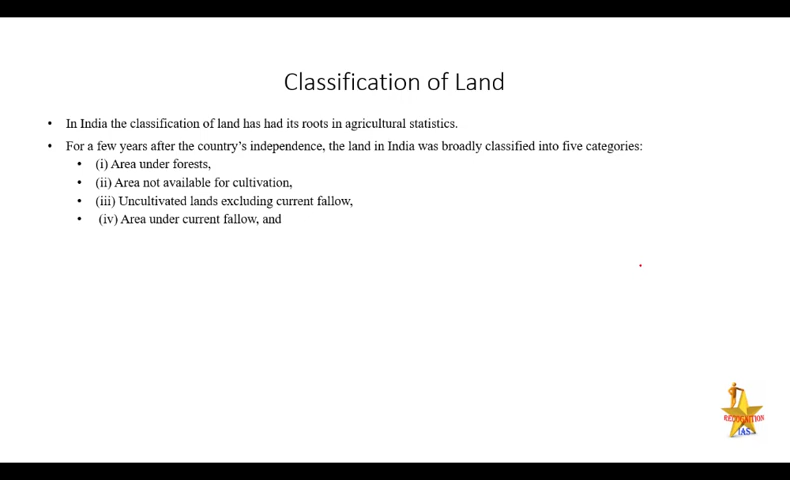 Classification of Land
• In India the classification of land has had its roots in agricultural statistics.
• For a few years after the country's independence, the land in India was broadly classified into five categories:
• (i) Area under forests,
• (ii) Area not available for cultivation,
• (iii) Uncultivated lands excluding current fallow,
• (iv) Area under current fallow, and
RECOGNITION
IAS